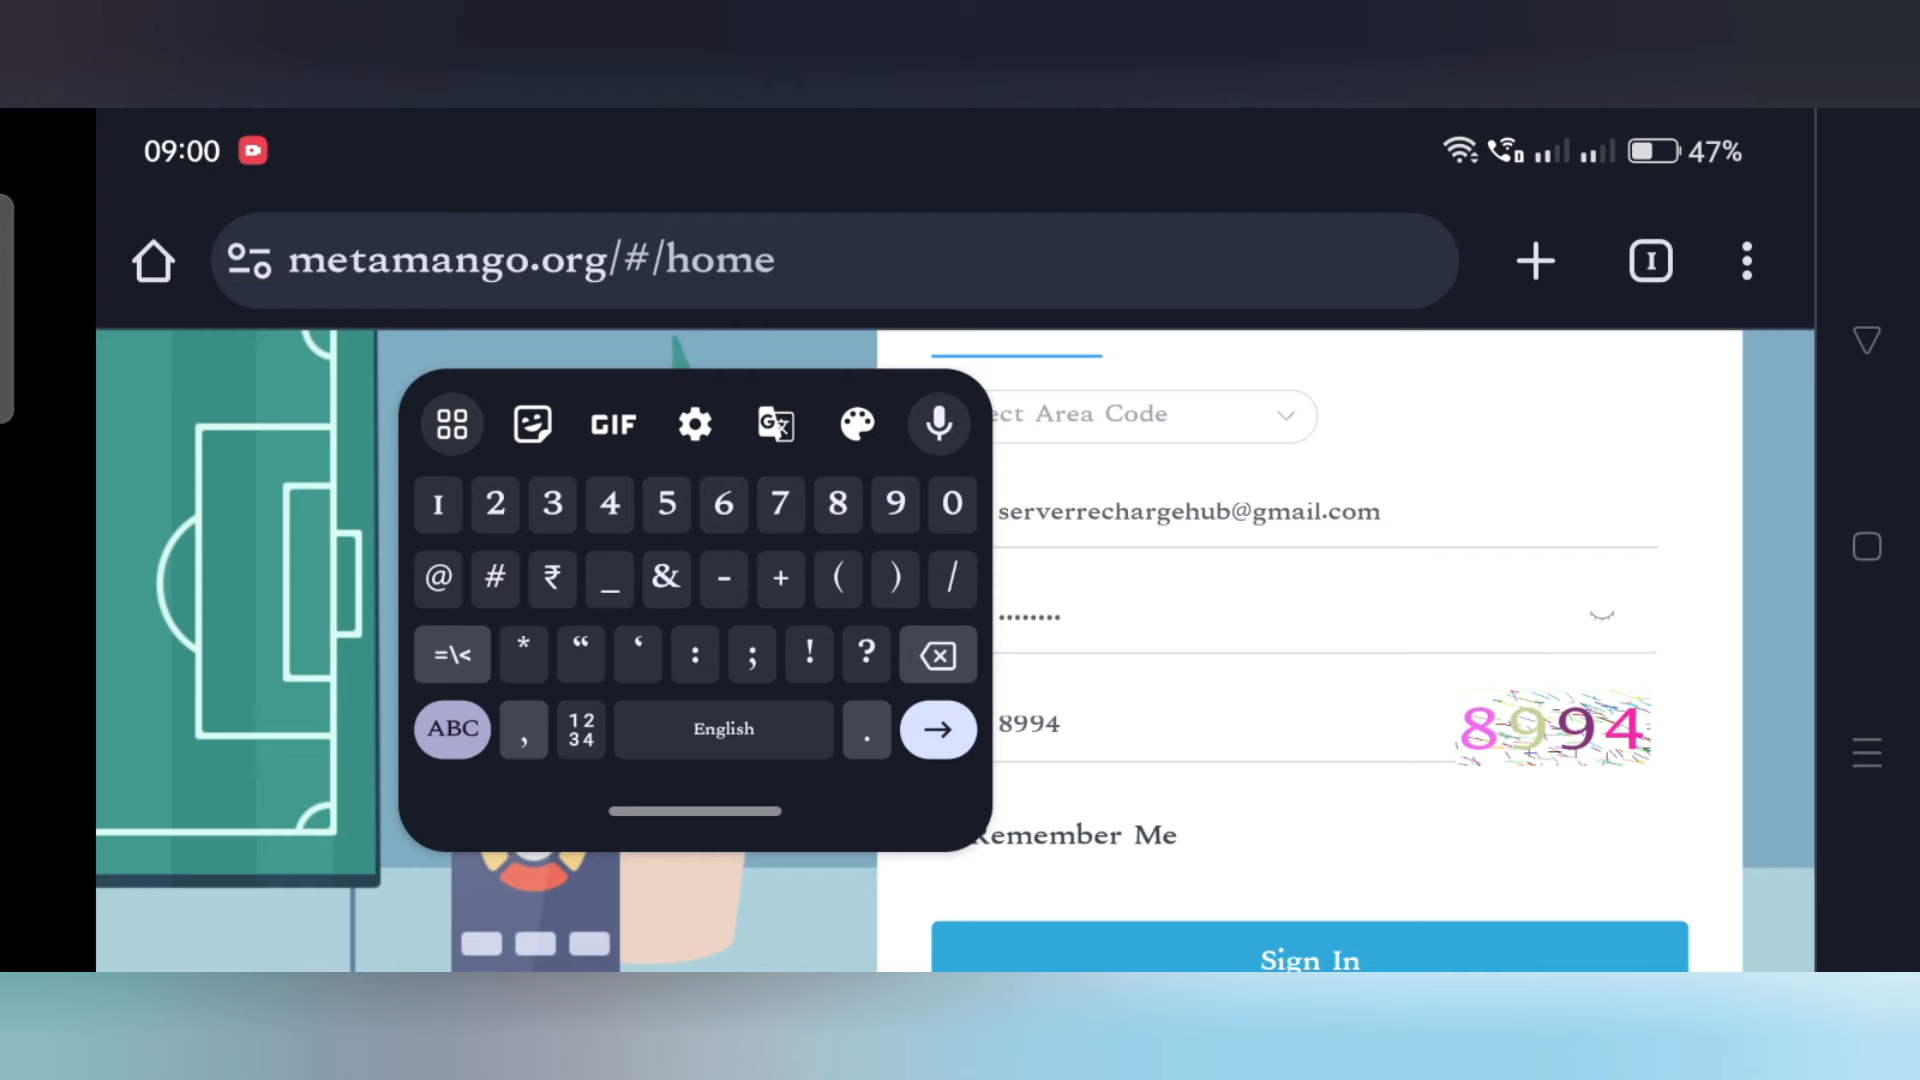 09:00
47%
metamango.org/#/home
1
ect Area Code
GIF
1 2 3 4 5 6 7 8 9 0
@ # ₹ _ & - + ( ) /
serverrechargehub@gmail.com
=\< * “ ‘ : ; ! ?
••••••••
ABC , 12 34 English .
8994
8994
Remember Me
Sign In